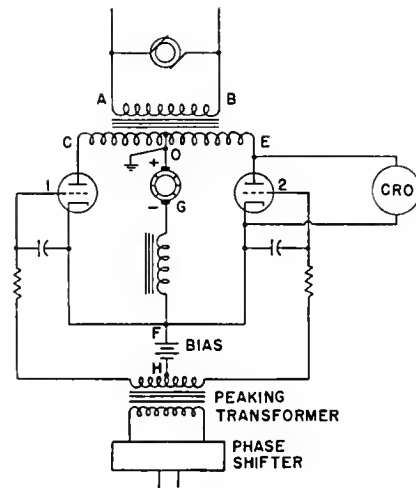 A B
C E
O
+
1 2
CRO
- G
F
BIAS
H
PEAKING
TRANSFORMER
PHASE
SHIFTER